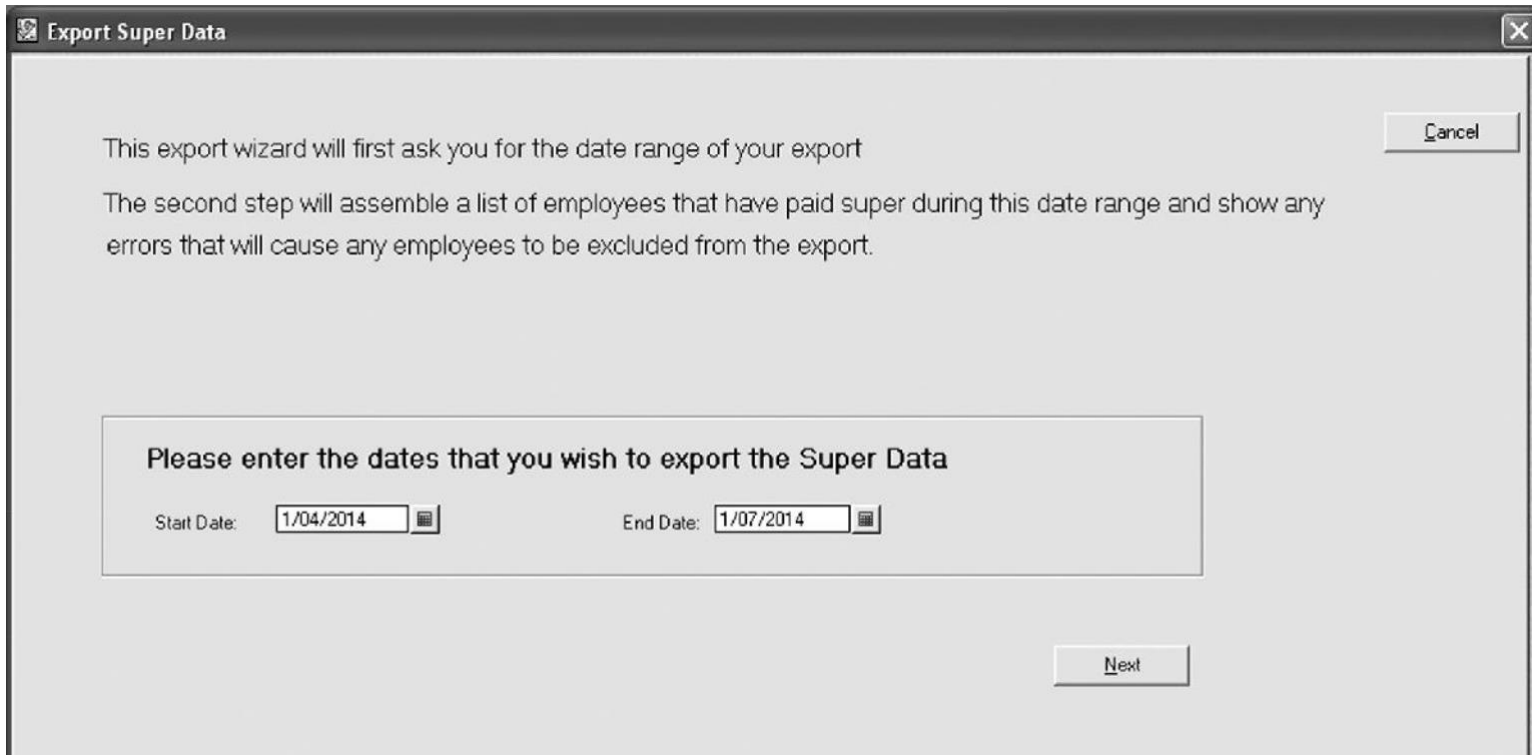 Export Super Data
Cancel
This export wizard will first ask you for the date range of your export
The second step will assemble a list of employees that have paid super during this date range and show any
errors that will cause any employees to be excluded from the export.
Please enter the dates that you wish to export the Super Data
Start Date: 1/04/2014 End Date: 1/07/2014
Next